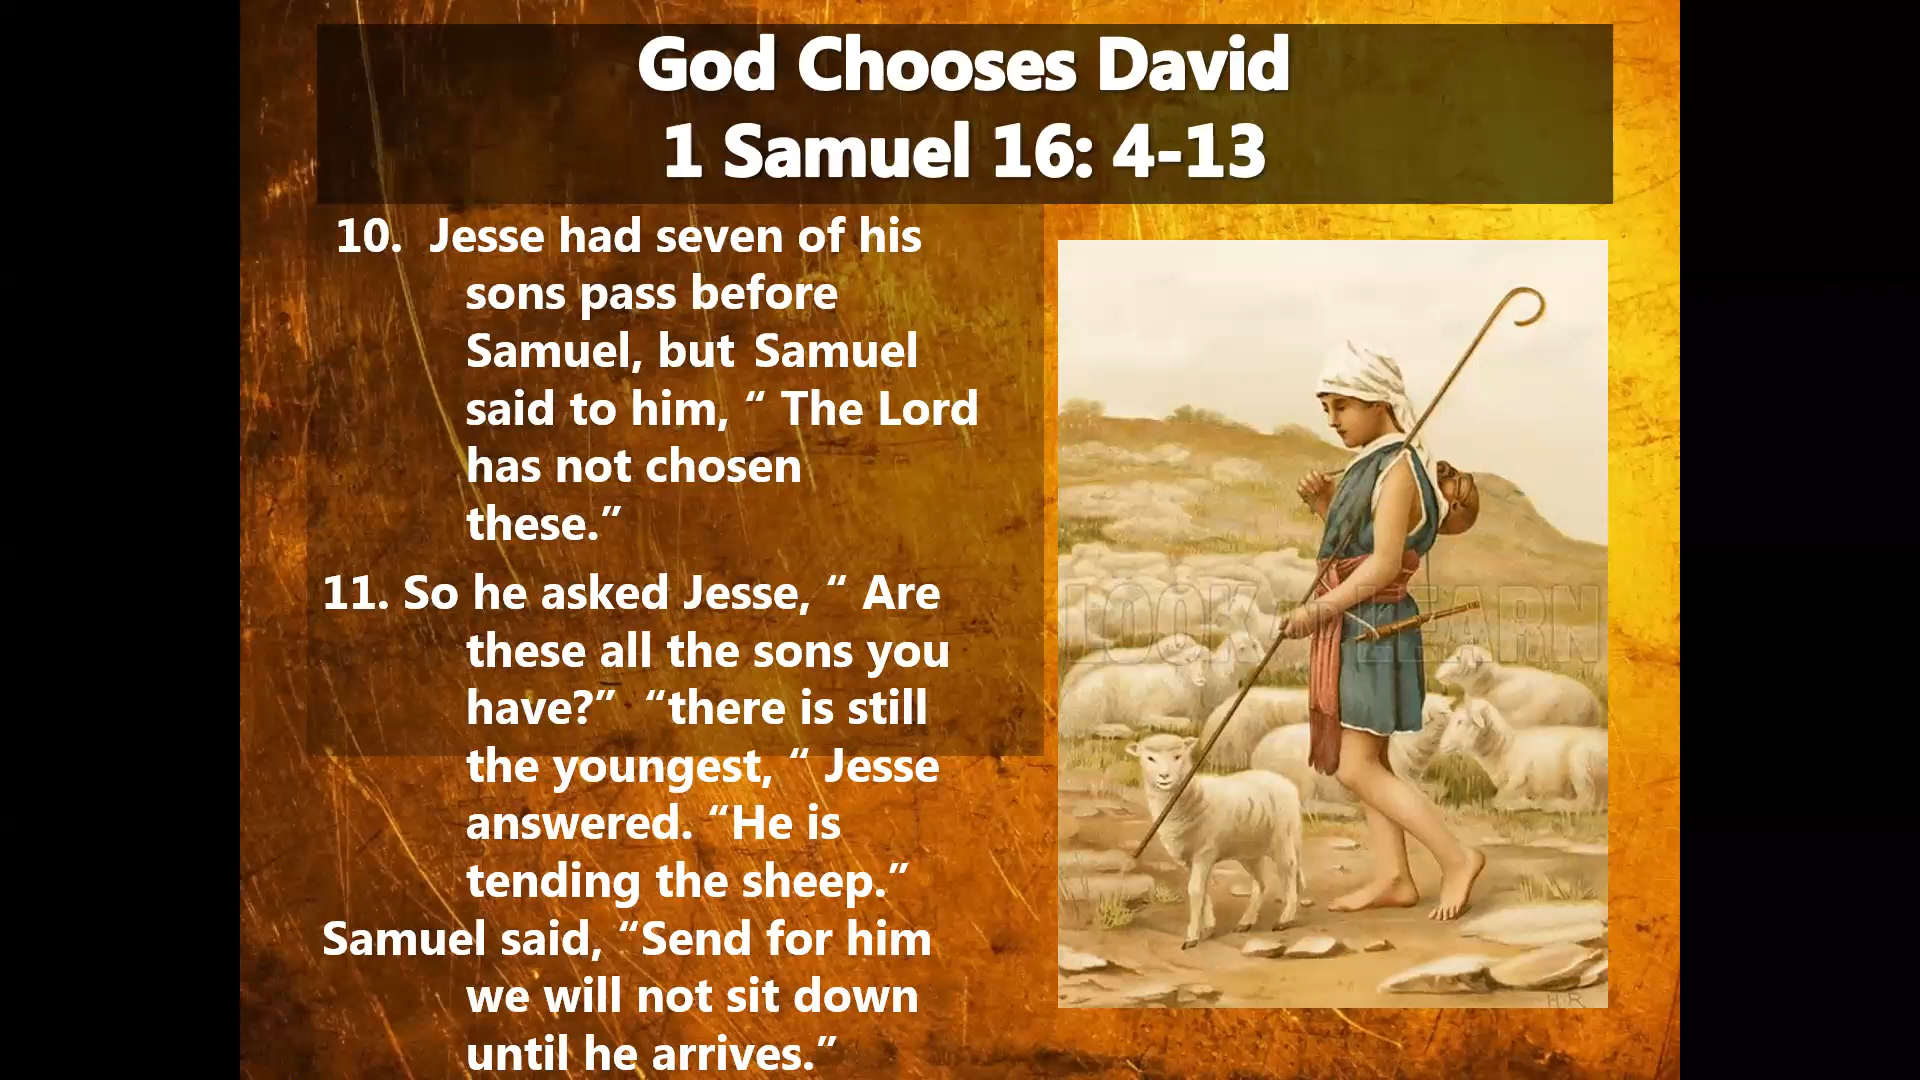 God Chooses David
1 Samuel 16: 4-13
10. Jesse had seven of his
sons pass before
Samuel, but Samuel
said to him, “ The Lord
has not chosen
these.”
11. So he asked Jesse, “ Are
these all the sons you
have?” “there is still
the youngest, “ Jesse
answered. “He is
tending the sheep.”
Samuel said, “Send for him
we will not sit down
until he arrives.”
LOOK and LEARN